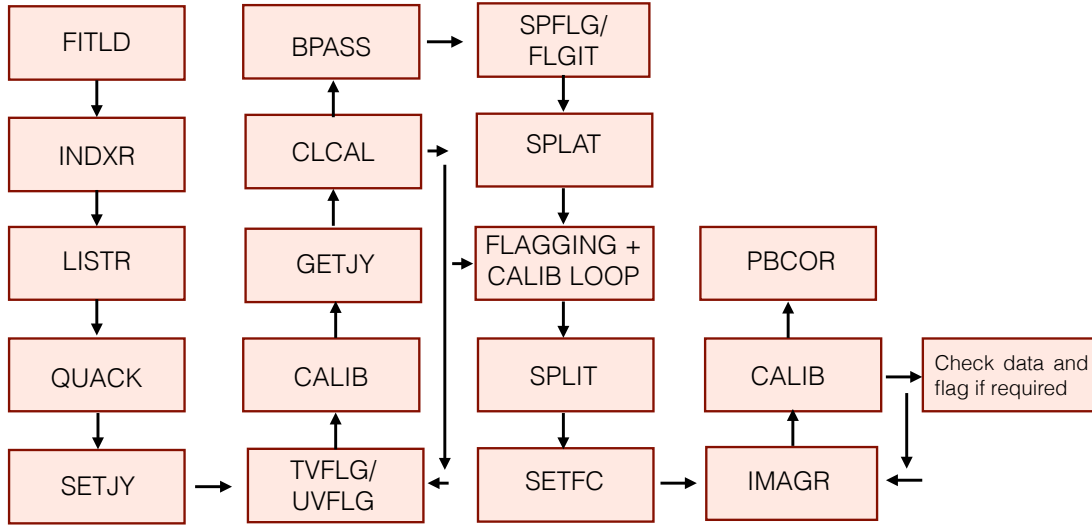 FITLD
INDXR
LISTR
QUACK
SETJY
BPASS
CLCAL
GETJY
CALIB
TVFLG/
UVFLG
SPFLG/
FLGIT
SPLAT
FLAGGING +
CALIB LOOP
SPLIT
SETFC
PBCOR
CALIB
IMAGR
Check data and
flag if required